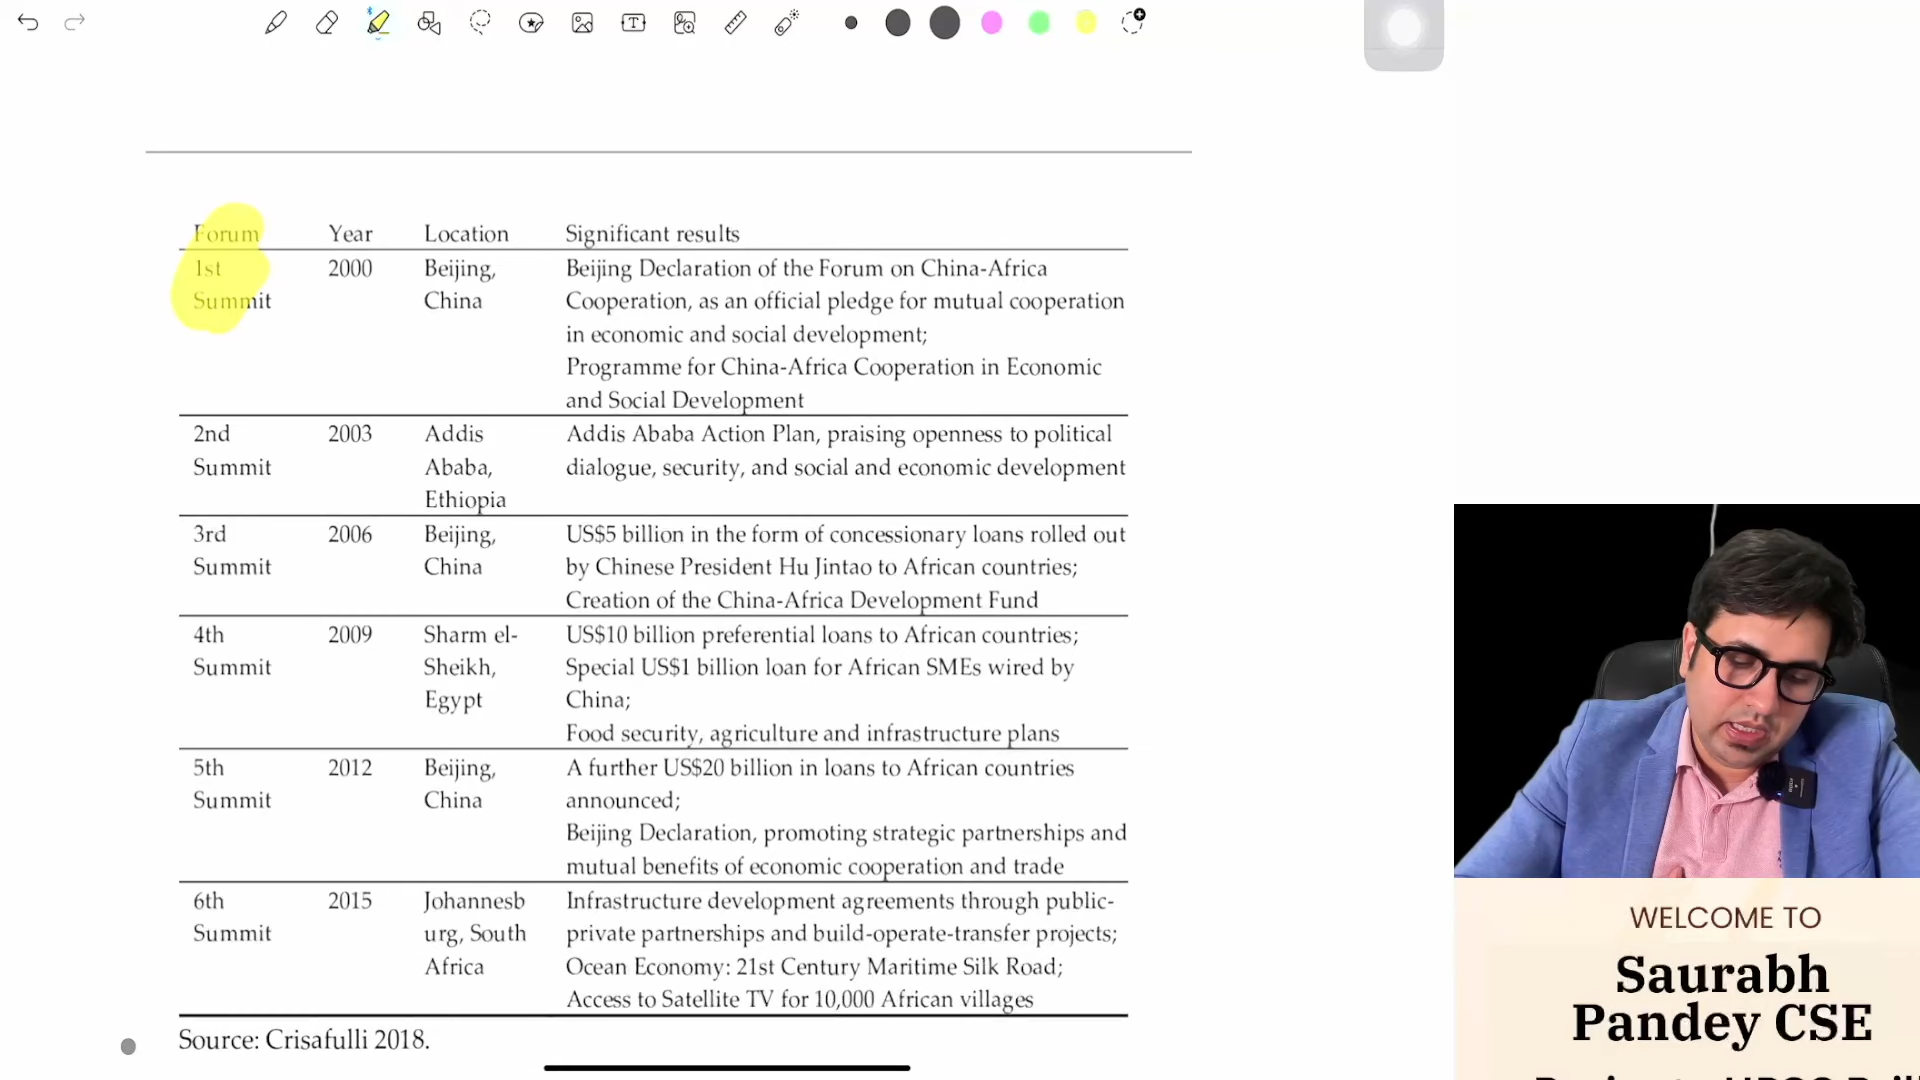 Forum Year Location Significant results
1st 2000 Beijing, Beijing Declaration of the Forum on China-Africa
Summit China Cooperation, as an official pledge for mutual cooperation
in economic and social development;
Programme for China-Africa Cooperation in Economic
and Social Development
2nd 2003 Addis Addis Ababa Action Plan, praising openness to political
Summit Ababa, dialogue, security, and social and economic development
Ethiopia
3rd 2006 Beijing, US$5 billion in the form of concessionary loans rolled out
Summit China by Chinese President Hu Jintao to African countries;
Creation of the China-Africa Development Fund
4th 2009 Sharm el- US$10 billion preferential loans to African countries;
Summit Sheikh, Special US$1 billion loan for African SMEs wired by
Egypt China;
Food security, agriculture and infrastructure plans
5th 2012 Beijing, A further US$20 billion in loans to African countries
Summit China announced;
Beijing Declaration, promoting strategic partnerships and
mutual benefits of economic cooperation and trade
6th 2015 Johannesb Infrastructure development agreements through public-
Summit urg, South private partnerships and build-operate-transfer projects;
Africa Ocean Economy: 21st Century Maritime Silk Road;
Access to Satellite TV for 10,000 African villages
Source: Crisafulli 2018.
WELCOME TO
Saurabh
Pandey CSE